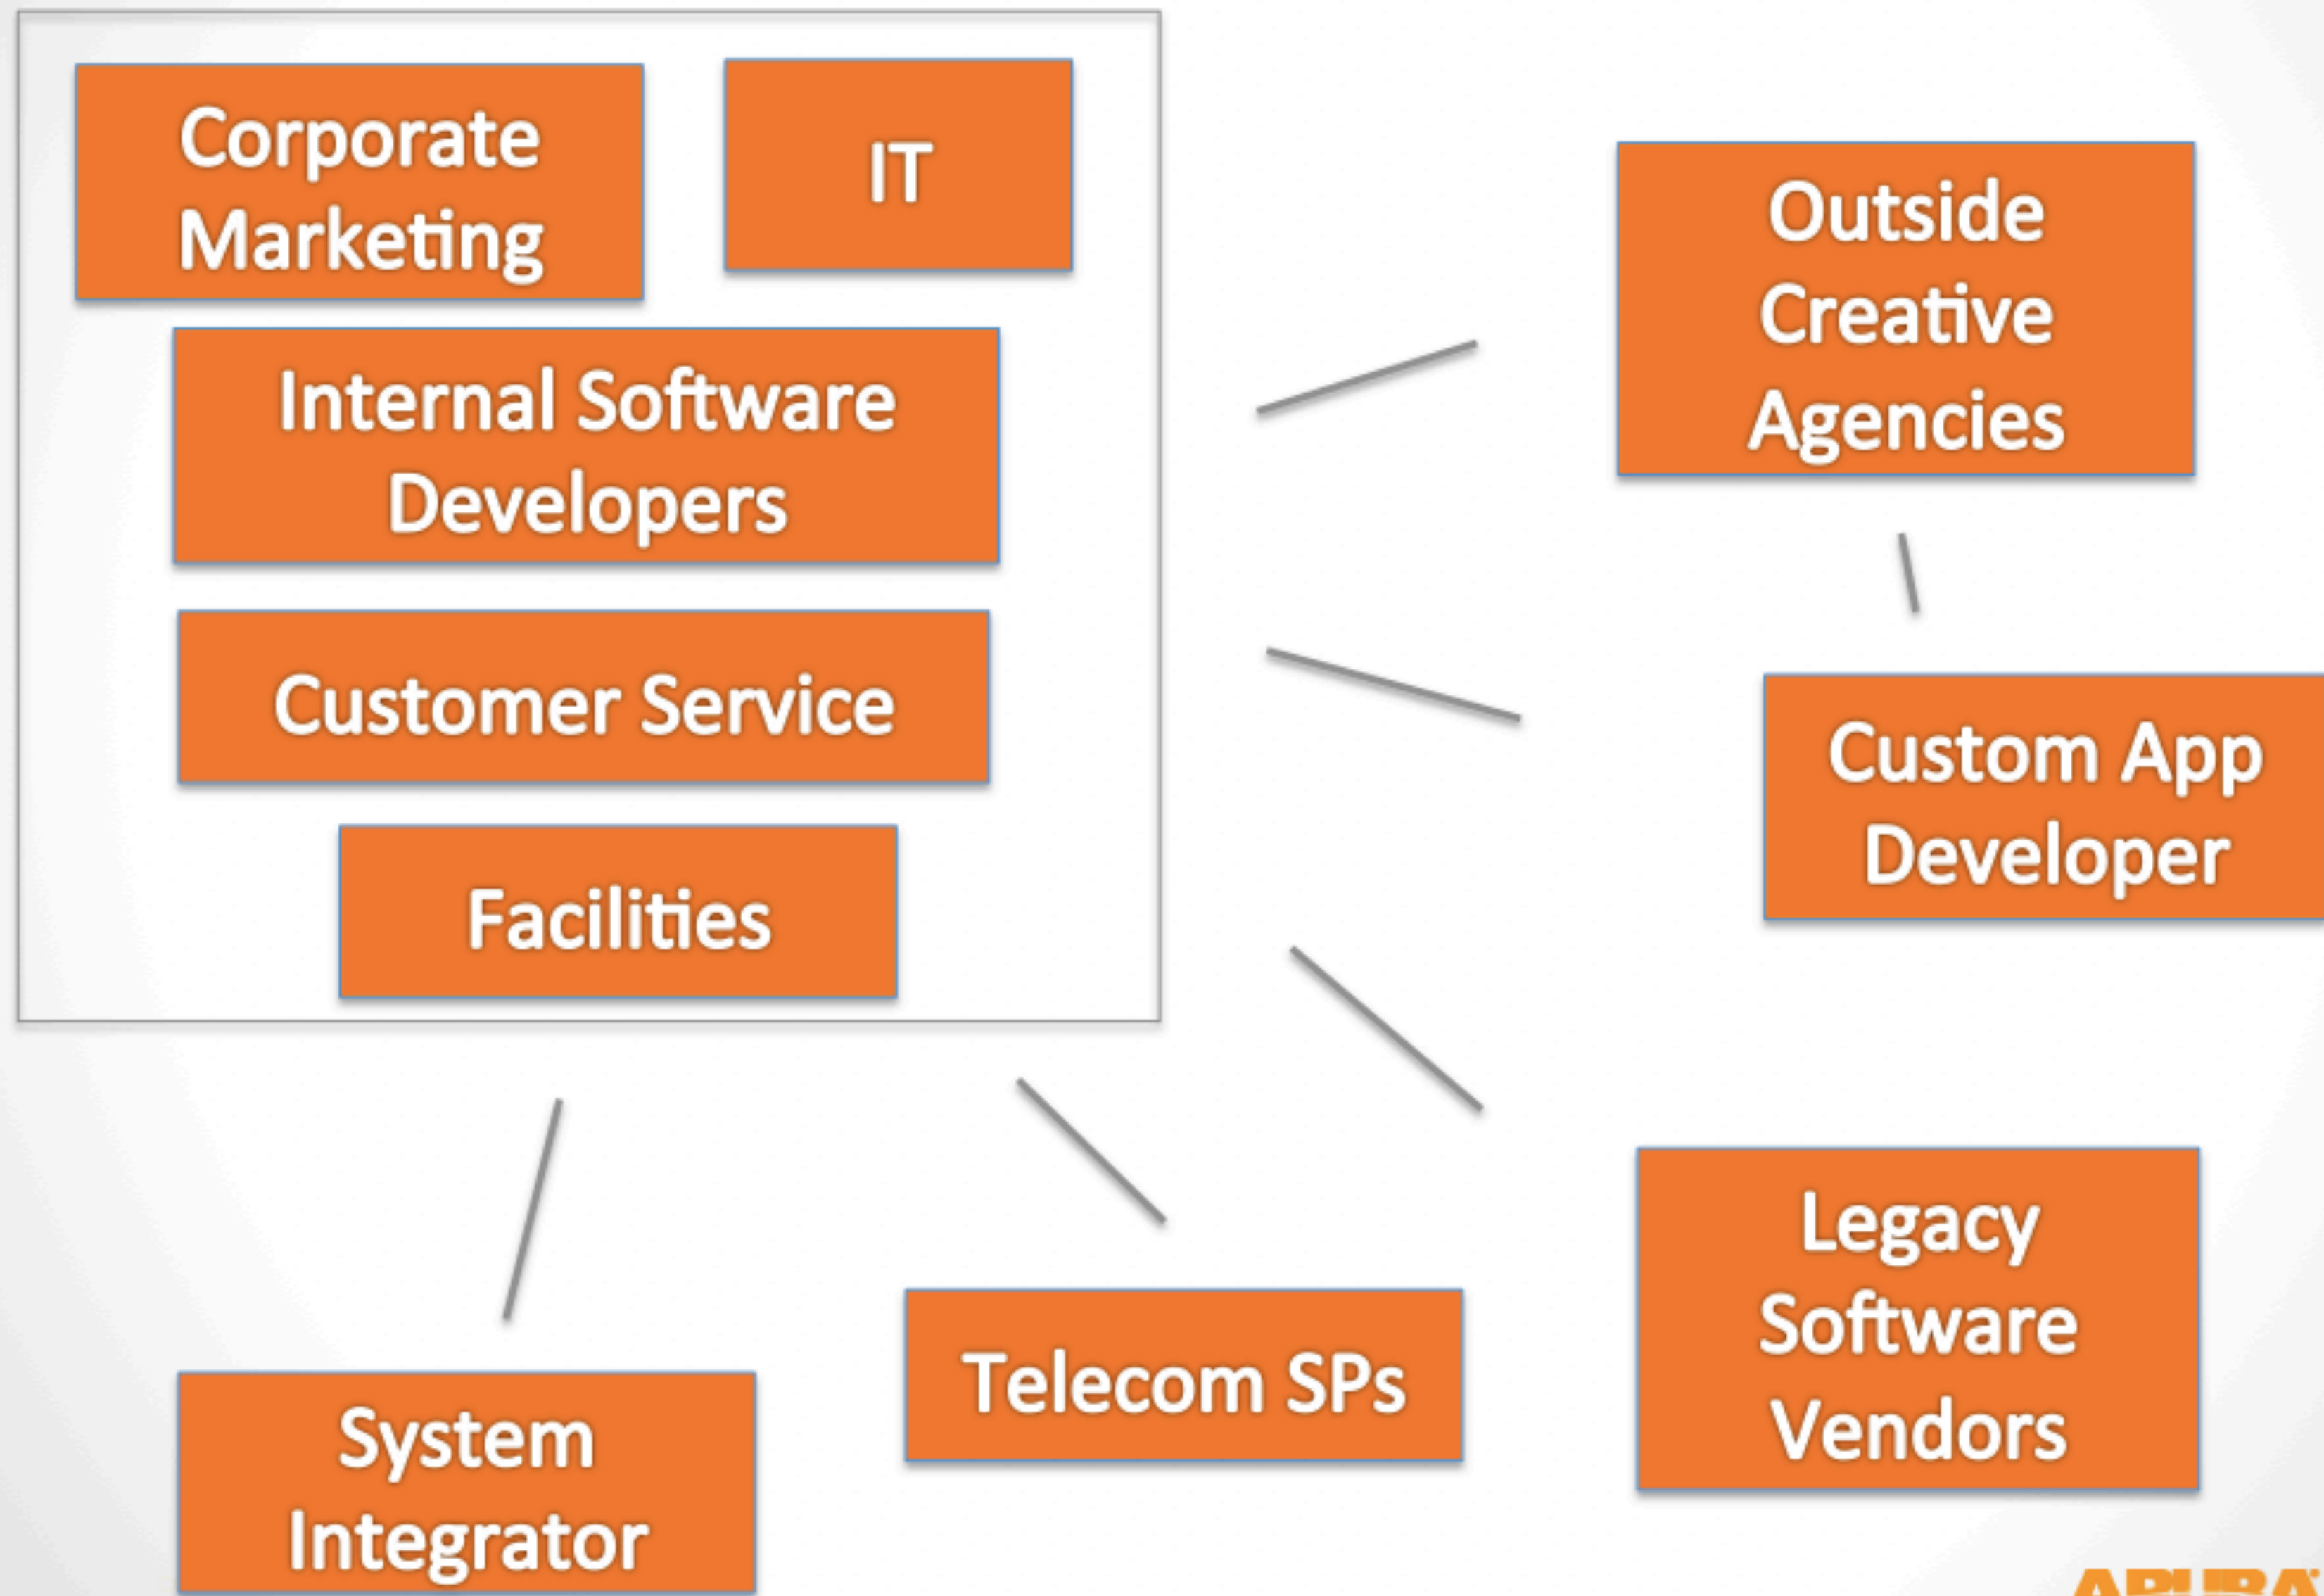 Corporate
Marketing
IT
Internal Software
Developers
Customer Service
Facilities
Outside
Creative
Agencies
Custom App
Developer
Legacy
Software
Vendors
Telecom SPs
System
Integrator